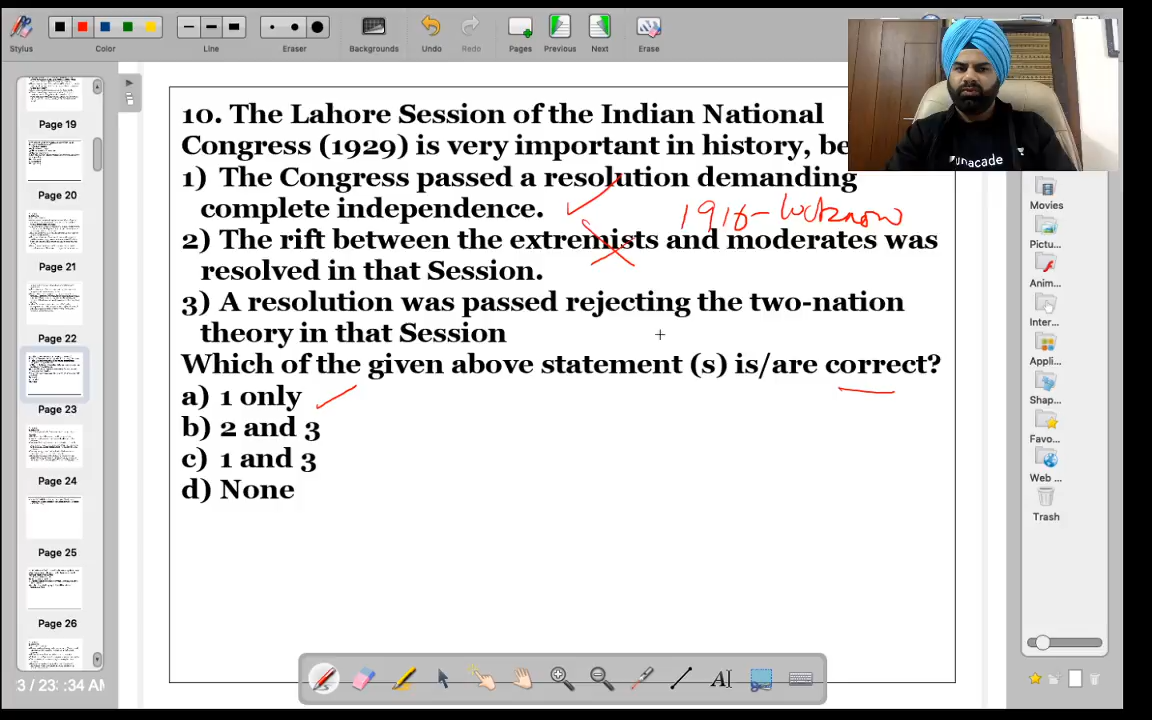 Stylus
Color
Line
Eraser
Backgrounds
Undo
Redo
Pages
Previous
Next
Erase
Page 19
Page 20
Page 21
Page 22
Page 23
Page 24
Page 25
Page 26
10. The Lahore Session of the Indian National
Congress (1929) is very important in history, be
1) The Congress passed a resolution demanding
complete independence.
1916- Lucknow
2) The rift between the extremists and moderates was
resolved in that Session.
3) A resolution was passed rejecting the two-nation
theory in that Session
Which of the given above statement (s) is/are correct?
a) 1 only
b) 2 and 3
c) 1 and 3
d) None
unacade
Movies
Pictu...
Anim...
Inter...
Appli...
Shap...
Favo...
Web ...
Trash
3 / 23 :34 AM